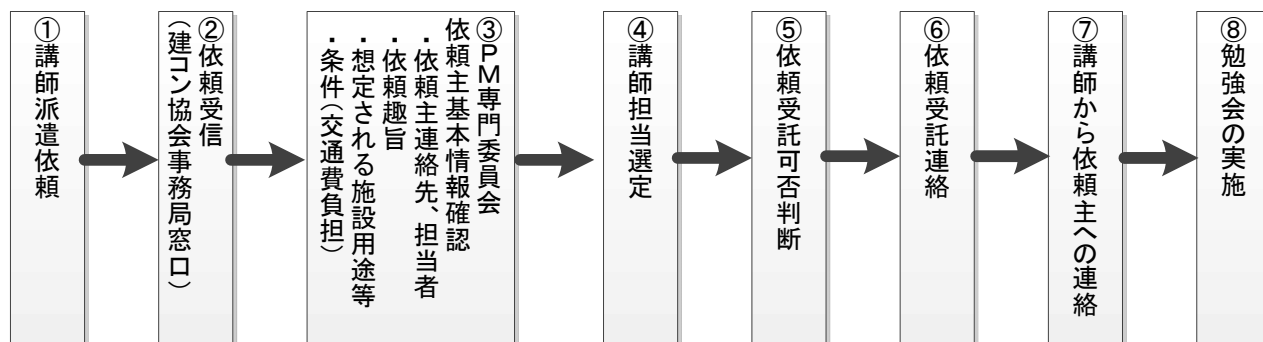 ①講師派遣依頼
②依頼受信
(建コン協会事務局窓口)
③PM専門委員会
依頼主基本情報確認
・依頼主連絡先、担当者
・依頼趣旨
・想定される施設用途等
・条件(交通費負担)
④講師担当選定
⑤依頼受託可否判断
⑥依頼受託連絡
⑦講師から依頼主への連絡
⑧勉強会の実施